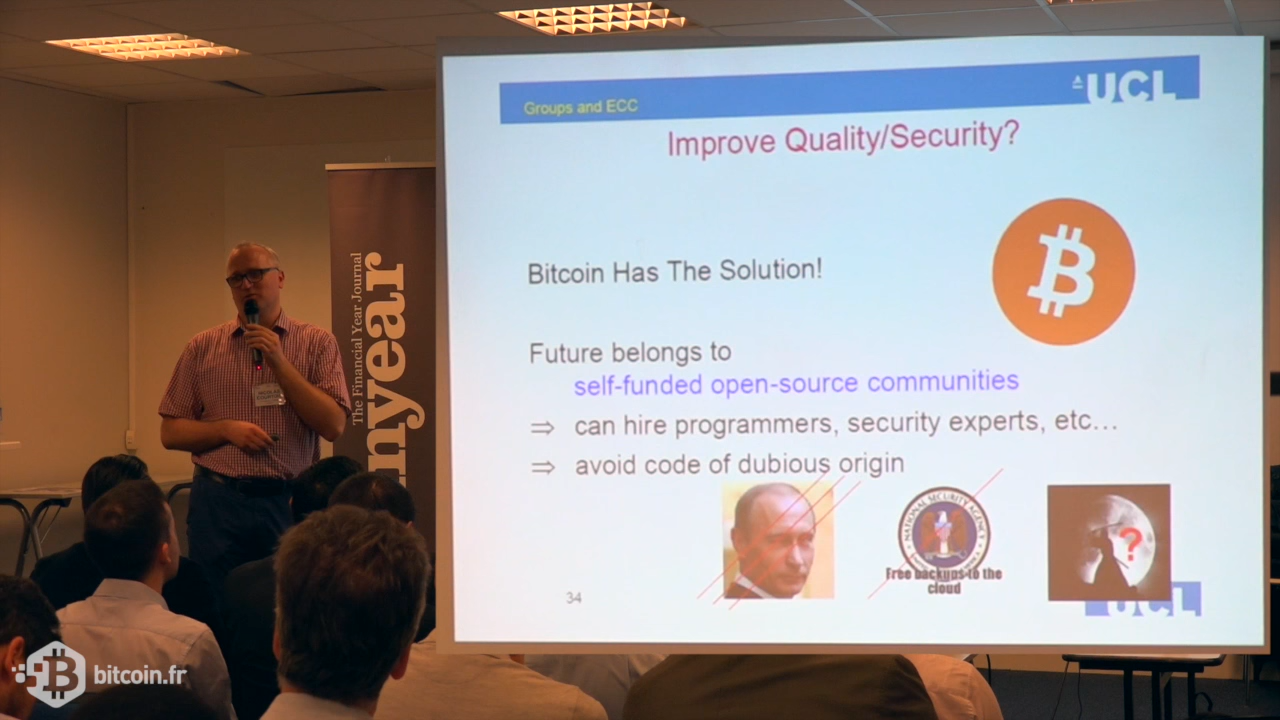 Groups and ECC
UCL
Improve Quality/Security?
Bitcoin Has The Solution!
Future belongs to
self-funded open-source communities
⇒ can hire programmers, security experts, etc…
⇒ avoid code of dubious origin
NATIONAL SECURITY AGENCY
Free backups to the
cloud
?
34
UCL
The Financial Year Journal
nyear
bitcoin.fr